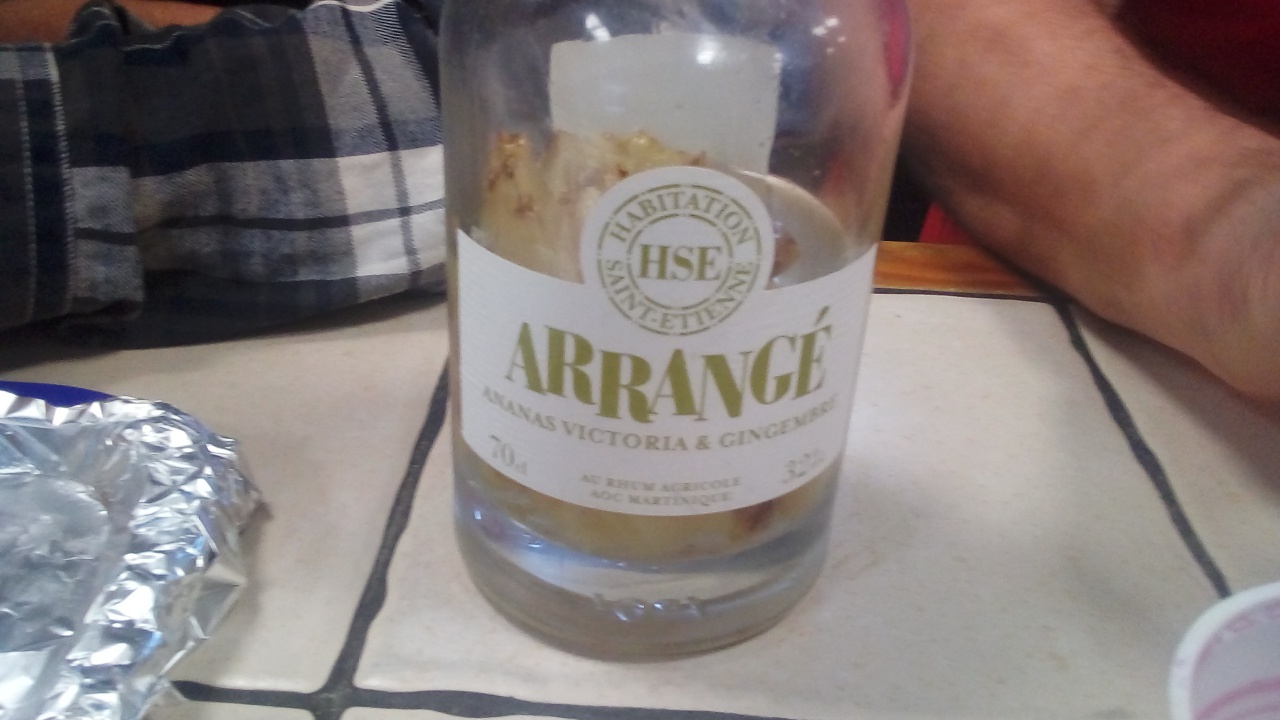 HABITATION
HSE
SAINT-ETIENNE
ARRANGÉ
ANANAS VICTORIA & GINGEMBRE
70cl
32%
AU RHUM AGRICOLE
AOC MARTINIQUE